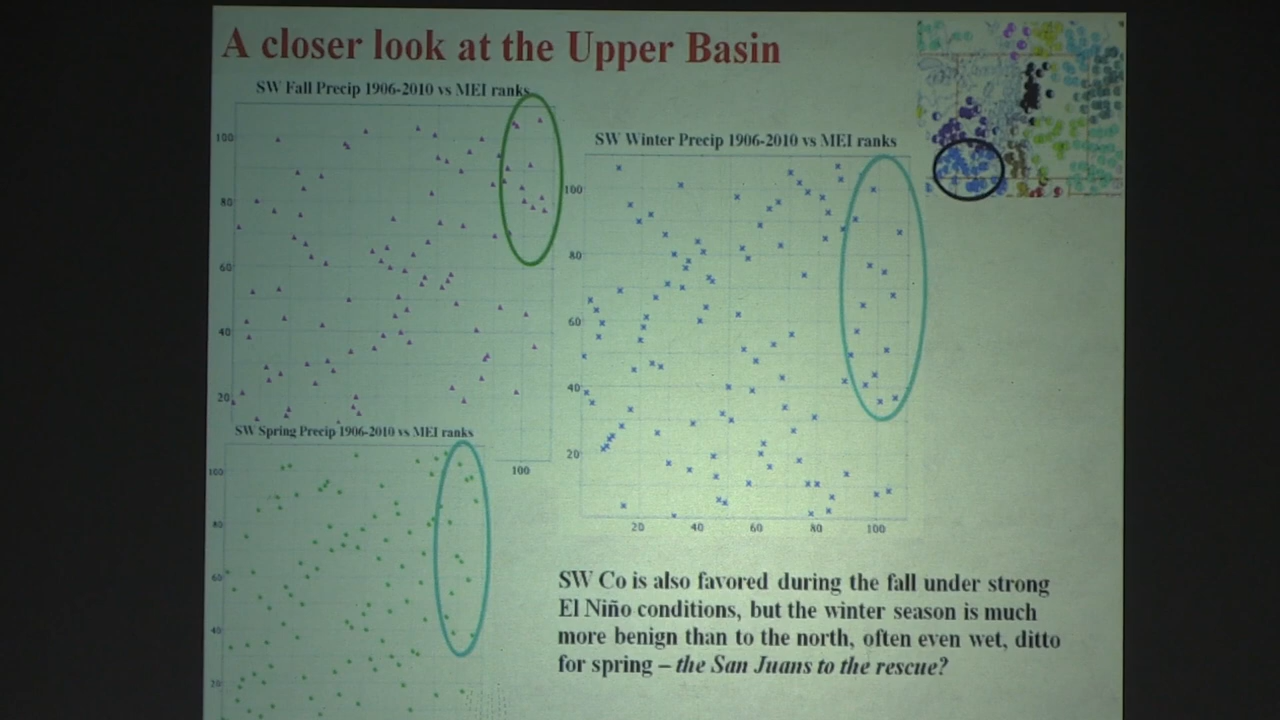 A closer look at the Upper Basin
SW Fall Precip 1906-2010 vs MEI ranks
100
80
60
40
20
100
SW Winter Precip 1906-2010 vs MEI ranks
100
80
60
40
20
20 40 60 80 100
SW Spring Precip 1906-2010 vs MEI ranks
100
80
60
40
20
SW Co is also favored during the fall under strong
El Niño conditions, but the winter season is much
more benign than to the north, often even wet, ditto
for spring – the San Juans to the rescue?